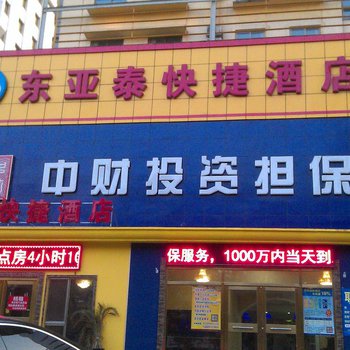 东亚泰快捷酒店
中财投资担保
快捷酒店
点房4小时16
保服务，1000万内当天到